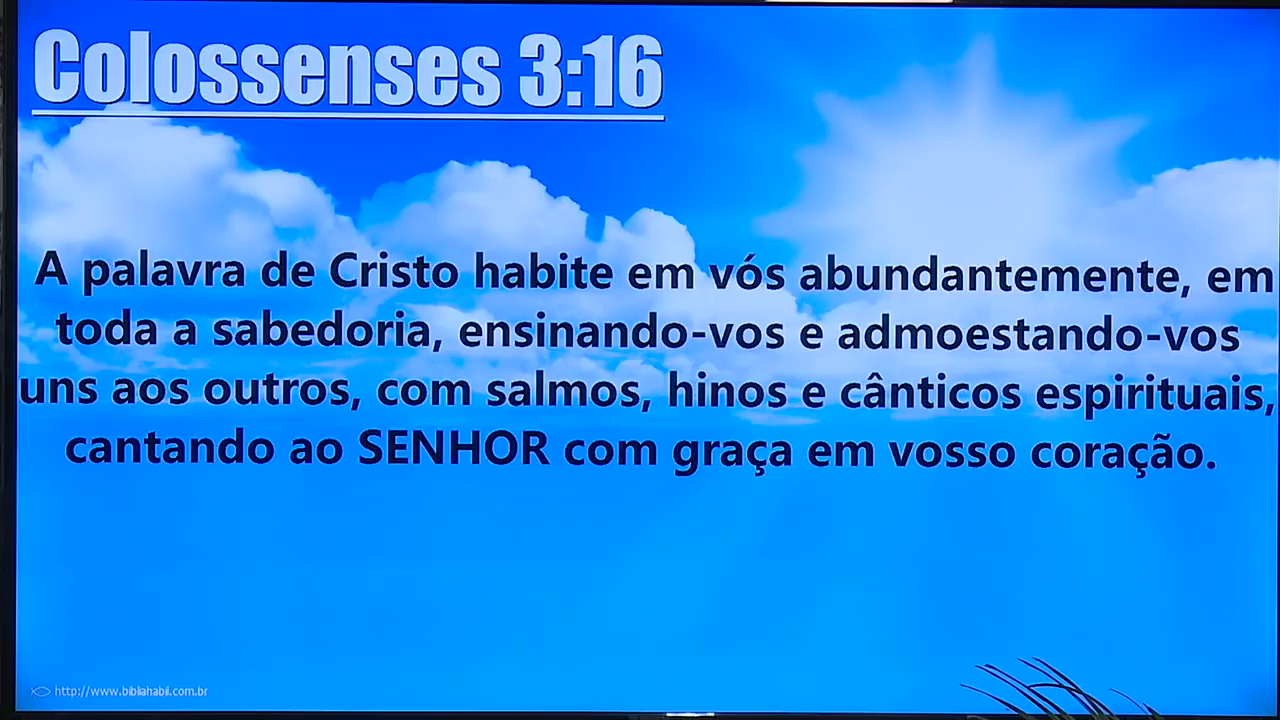 Colossenses 3:16
A palavra de Cristo habite em vós abundantemente, em
toda a sabedoria, ensinando-vos e admoestando-vos
uns aos outros, com salmos, hinos e cânticos espirituais,
cantando ao SENHOR com graça em vosso coração.
http://www.bibliahabil.com.br